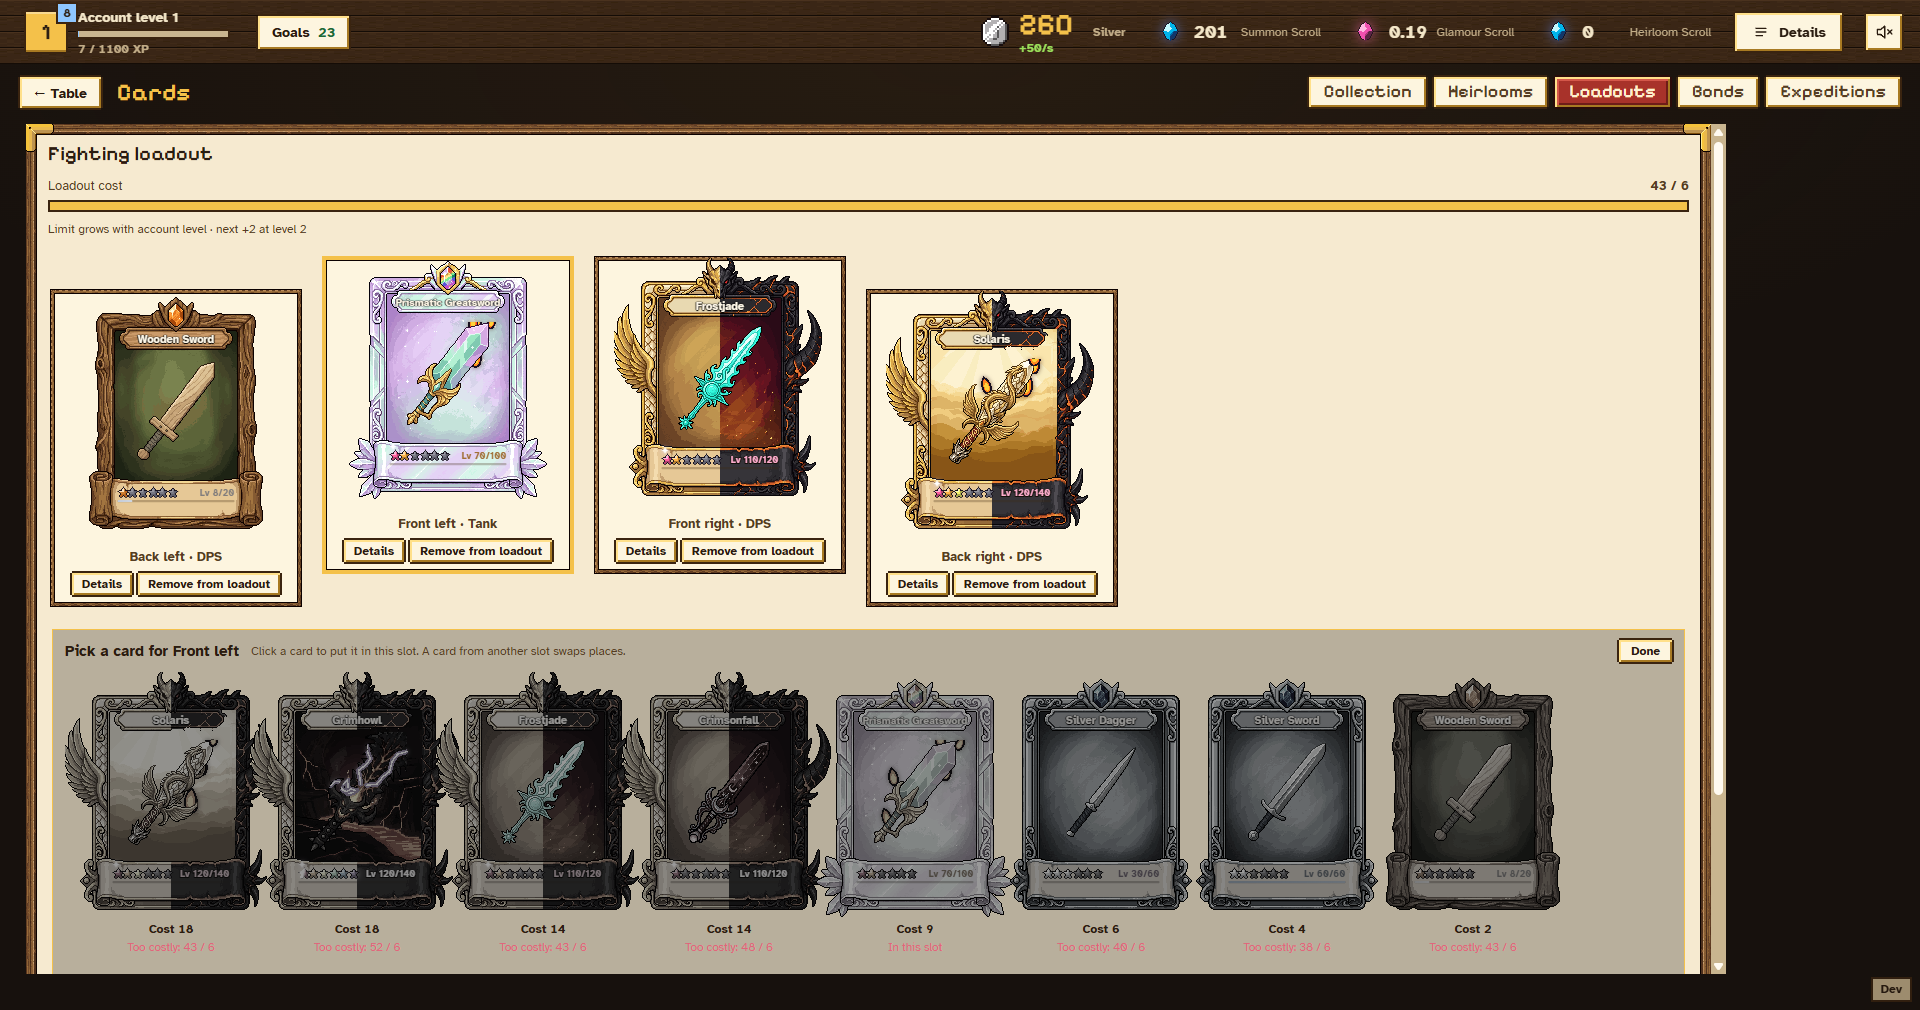 1
8
Account level 1
7 / 1100 XP
Goals 23
260
+50/s
Silver
201 Summon Scroll
0.19 Glamour Scroll
0 Heirloom Scroll
Details
← Table
Cards
Collection
Heirlooms
Loadouts
Bonds
Expeditions
Fighting loadout
Loadout cost
43 / 6
Limit grows with account level · next +2 at level 2
Wooden Sword
Lv 8/20
Back left · DPS
Details
Remove from loadout
Prismatic Greatsword
Lv 70/100
Front left · Tank
Details
Remove from loadout
Frostjade
Lv 110/120
Front right · DPS
Details
Remove from loadout
Solaris
Lv 120/140
Back right · DPS
Details
Remove from loadout
Pick a card for Front left
Click a card to put it in this slot. A card from another slot swaps places.
Done
Solaris
Lv 120/140
Cost 18
Too costly: 43 / 6
Grimhowl
Lv 120/140
Cost 18
Too costly: 52 / 6
Frostjade
Lv 110/120
Cost 14
Too costly: 43 / 6
Crimsonfall
Lv 110/120
Cost 14
Too costly: 48 / 6
Prismatic Greatsword
Lv 70/100
Cost 9
In this slot
Silver Dagger
Lv 30/60
Cost 6
Too costly: 40 / 6
Silver Sword
Lv 60/60
Cost 4
Too costly: 38 / 6
Wooden Sword
Lv 8/20
Cost 2
Too costly: 43 / 6
Dev